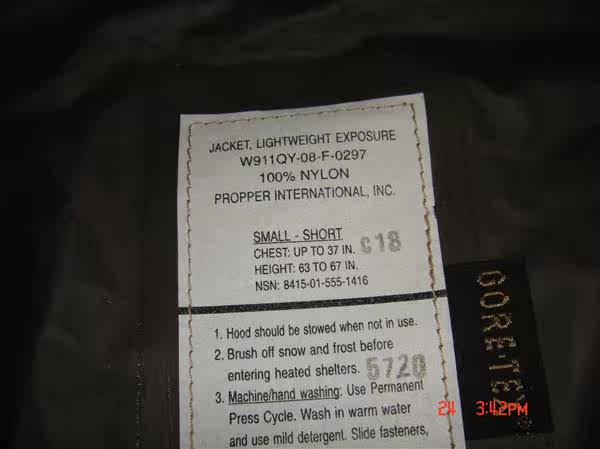 JACKET, LIGHTWEIGHT EXPOSURE
W911QY-08-F-0297
100% NYLON
PROPPER INTERNATIONAL, INC.
SMALL - SHORT
CHEST: UP TO 37 IN. C18
HEIGHT: 63 TO 67 IN.
NSN: 8415-01-555-1416
1. Hood should be stowed when not in use.
2. Brush off snow and frost before
entering heated shelters. 5720
3. Machine/hand washing: Use Permanent
Press Cycle. Wash in warm water
and use mild detergent. Slide fasteners,
GORE-TEX
24 3:42PM